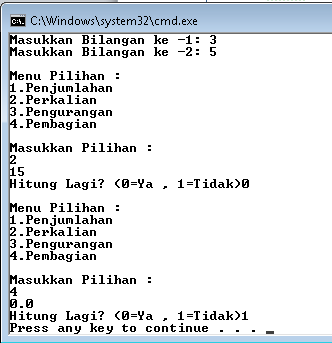 C:\Windows\system32\cmd.exe
Masukkan Bilangan ke -1: 3
Masukkan Bilangan ke -2: 5
Menu Pilihan :
1.Penjumlahan
2.Perkalian
3.Pengurangan
4.Pembagian
Masukkan Pilihan :
2
15
Hitung Lagi? (0=Ya , 1=Tidak)0
Menu Pilihan :
1.Penjumlahan
2.Perkalian
3.Pengurangan
4.Pembagian
Masukkan Pilihan :
4
0.0
Hitung Lagi? (0=Ya , 1=Tidak)1
Press any key to continue . . . _